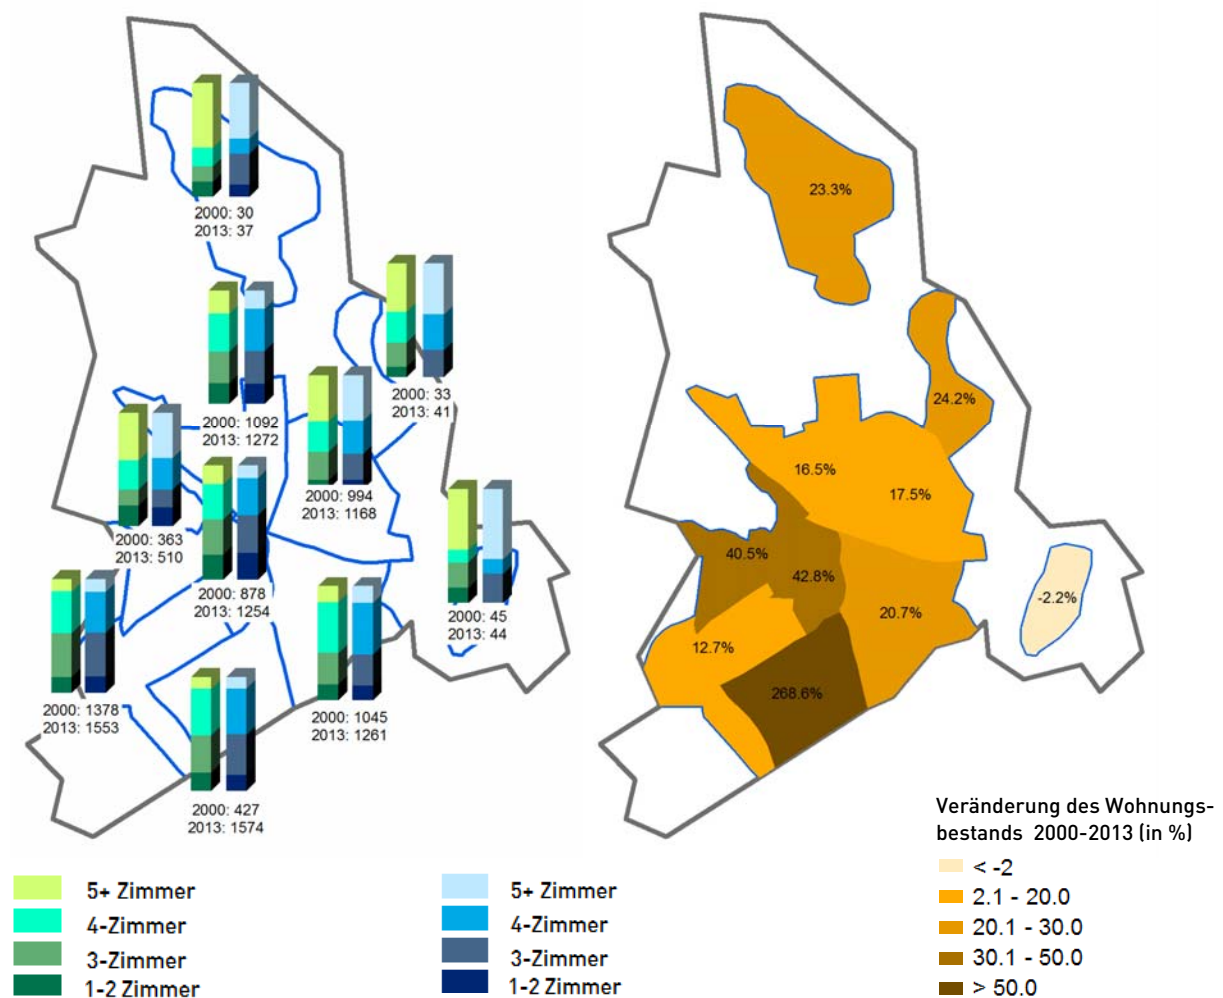 2000: 30
2013: 37
2000: 33
2013: 41
2000: 1092
2013: 1272
2000: 994
2013: 1168
2000: 363
2013: 510
2000: 878
2013: 1254
2000: 45
2013: 44
2000: 1378
2013: 1553
2000: 1045
2013: 1261
2000: 427
2013: 1574
5+ Zimmer
4-Zimmer
3-Zimmer
1-2 Zimmer
5+ Zimmer
4-Zimmer
3-Zimmer
1-2 Zimmer
23.3%
24.2%
16.5%
17.5%
40.5%
42.8%
-2.2%
20.7%
12.7%
268.6%
Veränderung des Wohnungs-
bestands 2000-2013 (in %)
< -2
2.1 - 20.0
20.1 - 30.0
30.1 - 50.0
> 50.0